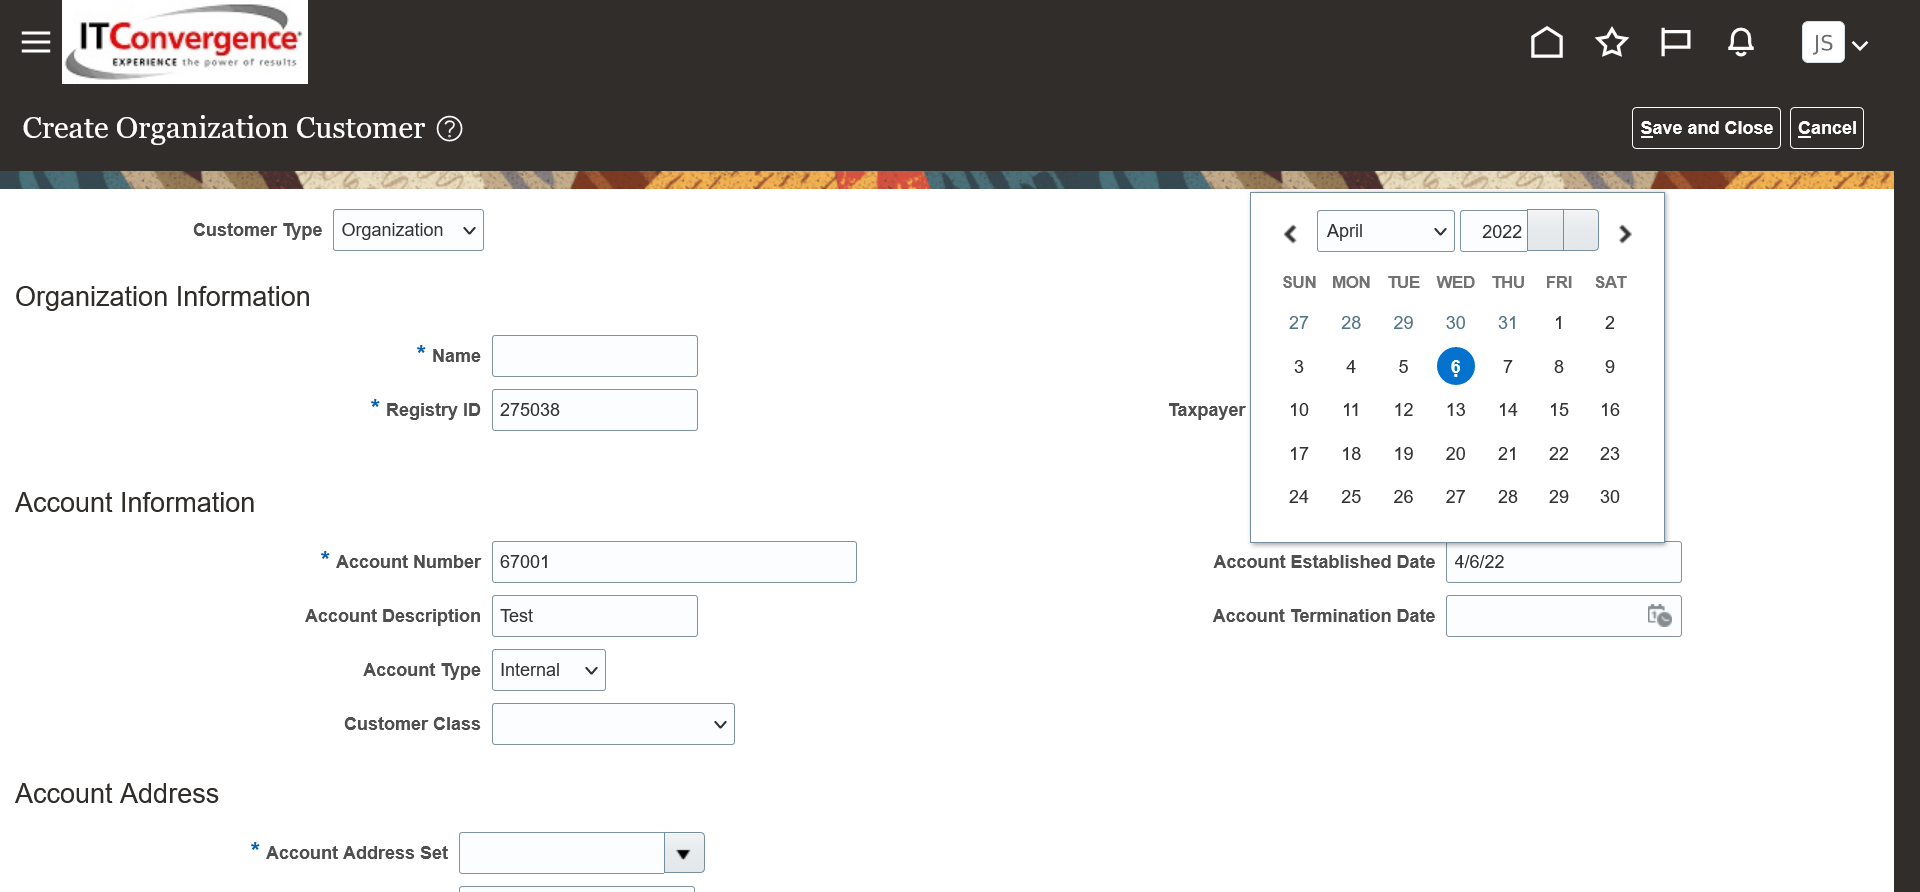 ITConvergence
EXPERIENCE the power of results
JS
Create Organization Customer ?
Save and Close
Cancel
Customer Type Organization
Organization Information
* Name
* Registry ID 275038
Taxpayer
April 2022
SUN MON TUE WED THU FRI SAT
27 28 29 30 31 1 2
3 4 5 6 7 8 9
10 11 12 13 14 15 16
17 18 19 20 21 22 23
24 25 26 27 28 29 30
Account Information
* Account Number 67001
Account Established Date 4/6/22
Account Description Test
Account Termination Date
Account Type Internal
Customer Class
Account Address
* Account Address Set